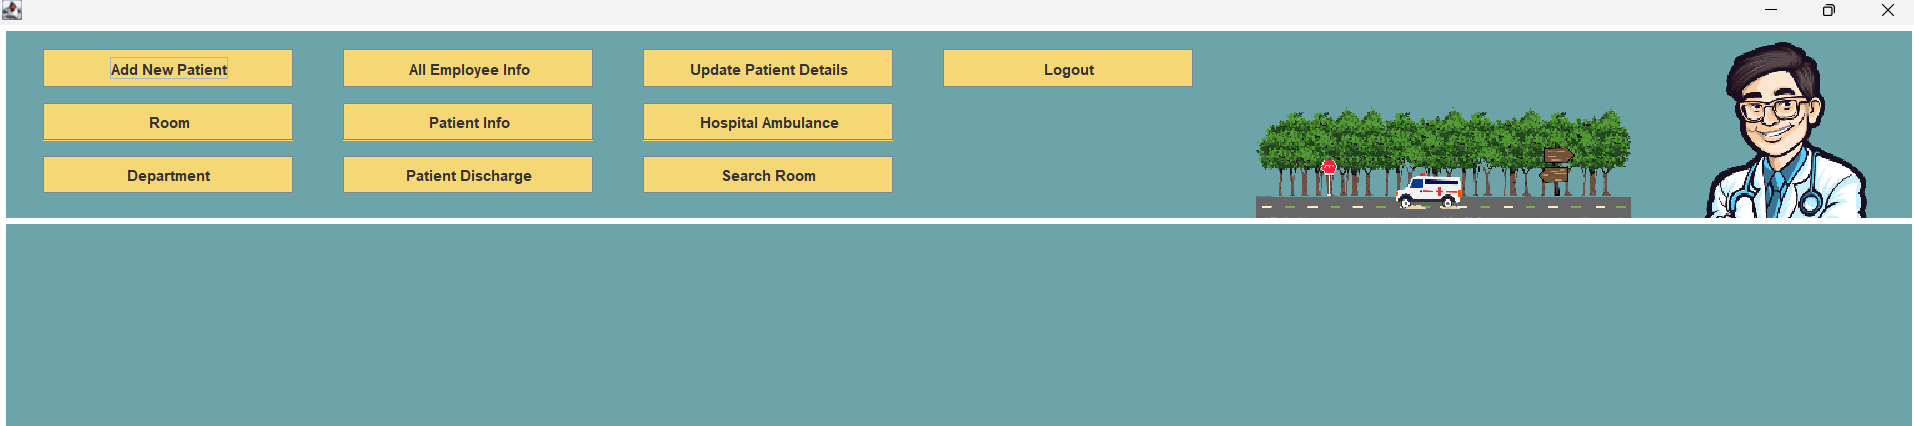 Add New Patient
All Employee Info
Update Patient Details
Logout
Room
Patient Info
Hospital Ambulance
Department
Patient Discharge
Search Room